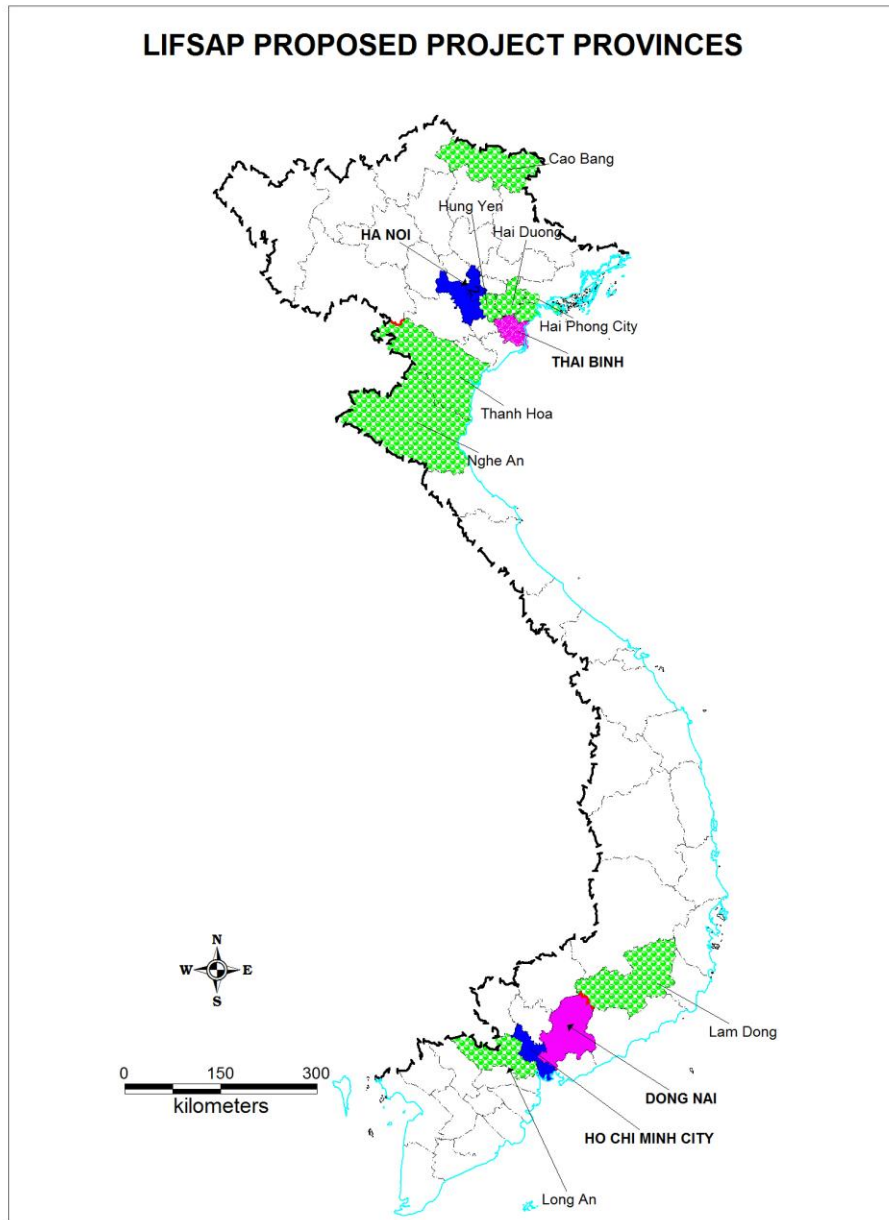 LIFSAP PROPOSED PROJECT PROVINCES
Cao Bang
Hung Yen
HA NOI
Hai Duong
Hai Phong City
THAI BINH
Thanh Hoa
Nghe An
N
W E
S
Lam Dong
0 150 300
kilometers
DONG NAI
HO CHI MINH CITY
Long An